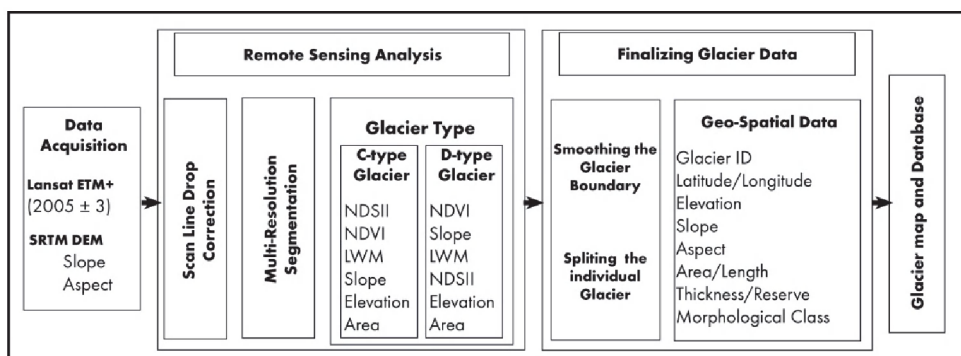 Remote Sensing Analysis
Finalizing Glacier Data
Data
Acquisition
Lansat ETM+
(2005 ± 3)
SRTM DEM
Slope
Aspect
Scan Line Drop
Correction
Multi-Resolution
Segmentation
Glacier Type
C-type
Glacier
NDSII
NDVI
LWM
Slope
Elevation
Area
D-type
Glacier
NDVI
Slope
LWM
NDSII
Elevation
Area
Smoothing the
Glacier
Boundary
Spliting the
individual
Glacier
Geo-Spatial Data
Glacier ID
Latitude/Longitude
Elevation
Slope
Aspect
Area/Length
Thickness/Reserve
Morphological Class
Glacier map and Database